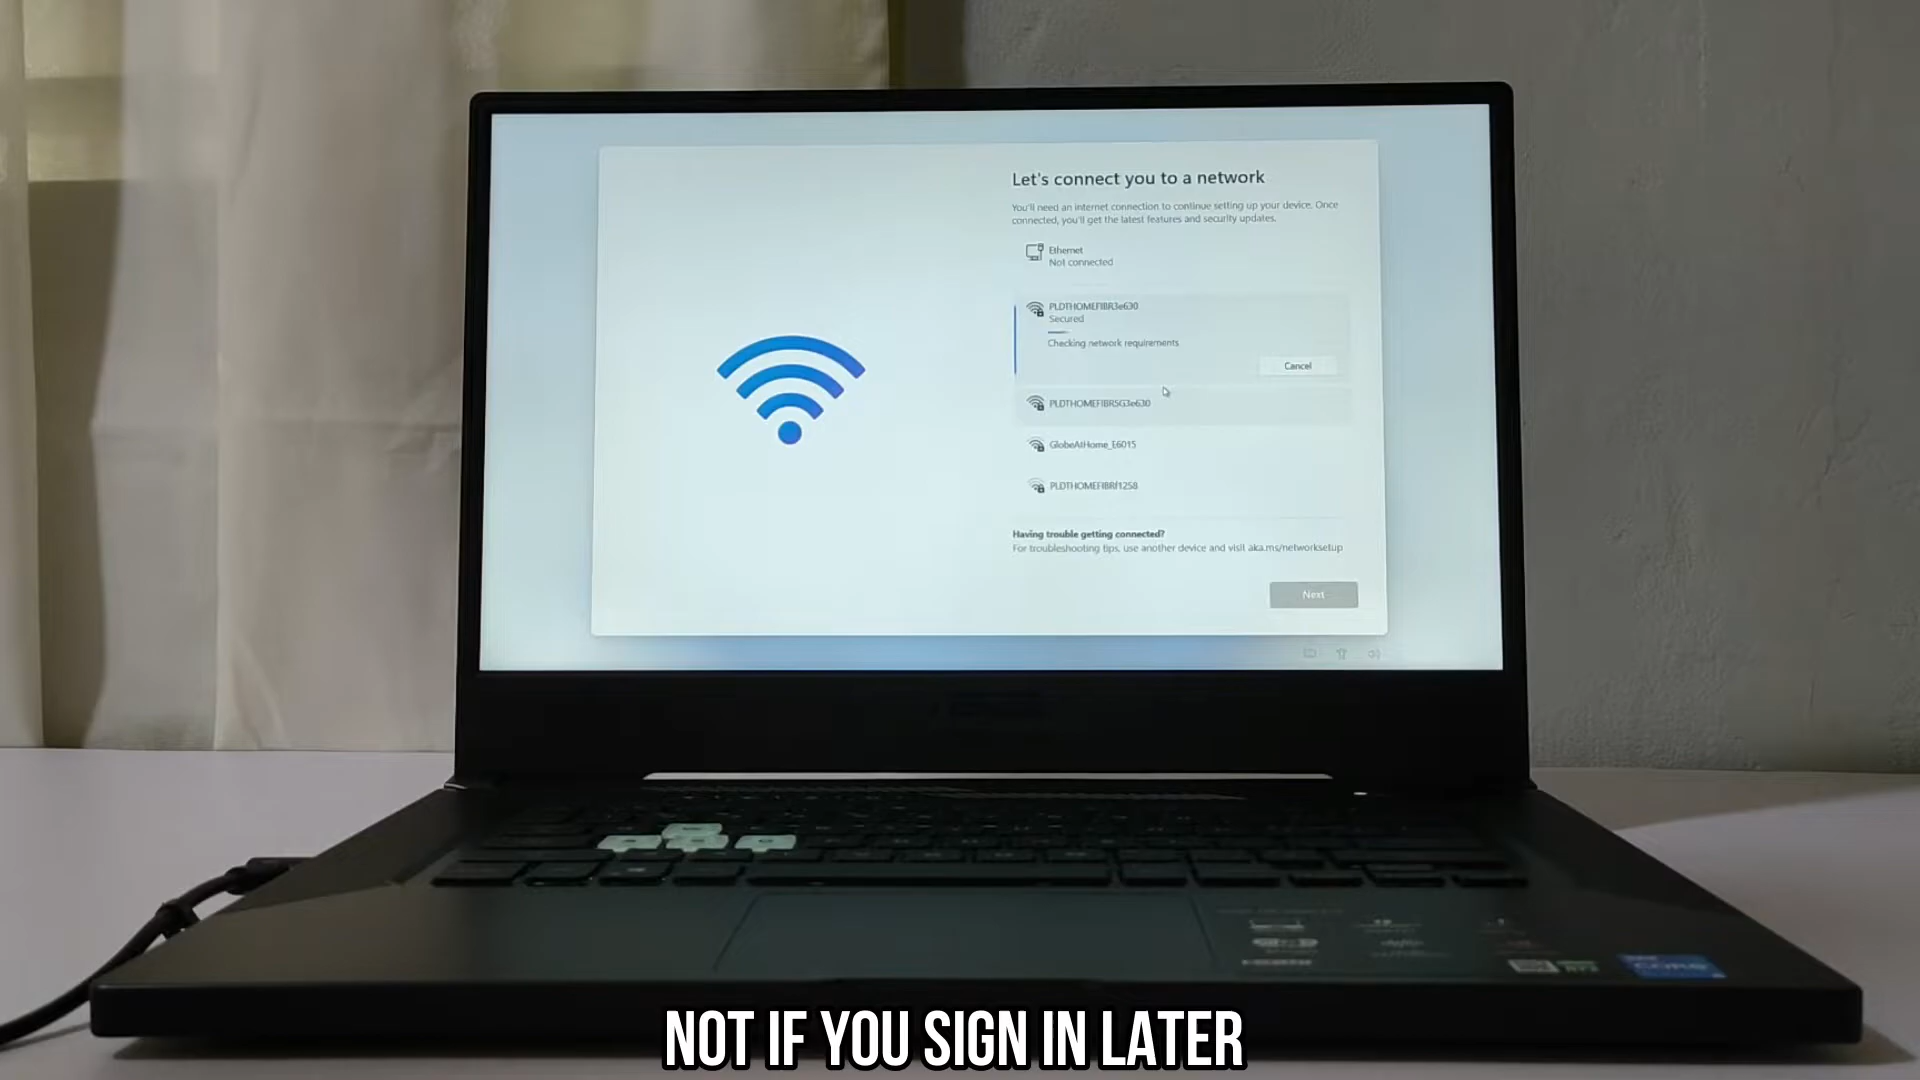 Let's connect you to a network
You'll need an internet connection to continue setting up your device. Once
connected, you'll get the latest features and security updates.
Ethernet
Not connected
PLDTHOMEFIBR3e630
Secured
Checking network requirements
Cancel
PLDTHOMEFIBR5G3e630
GlobeAtHome_E6015
PLDTHOMEFIBRf1258
Having trouble getting connected?
For troubleshooting tips, use another device and visit aka.ms/networksetup
Next
CORE
NOT IF YOU SIGN IN LATER